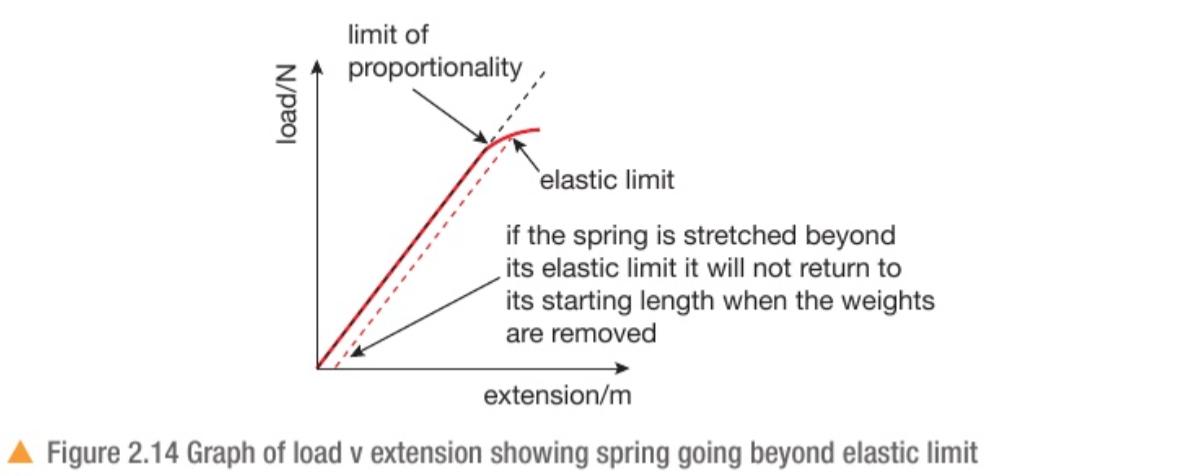 limit of
proportionality
load/N
elastic limit
if the spring is stretched beyond
its elastic limit it will not return to
its starting length when the weights
are removed
extension/m
Figure 2.14 Graph of load v extension showing spring going beyond elastic limit